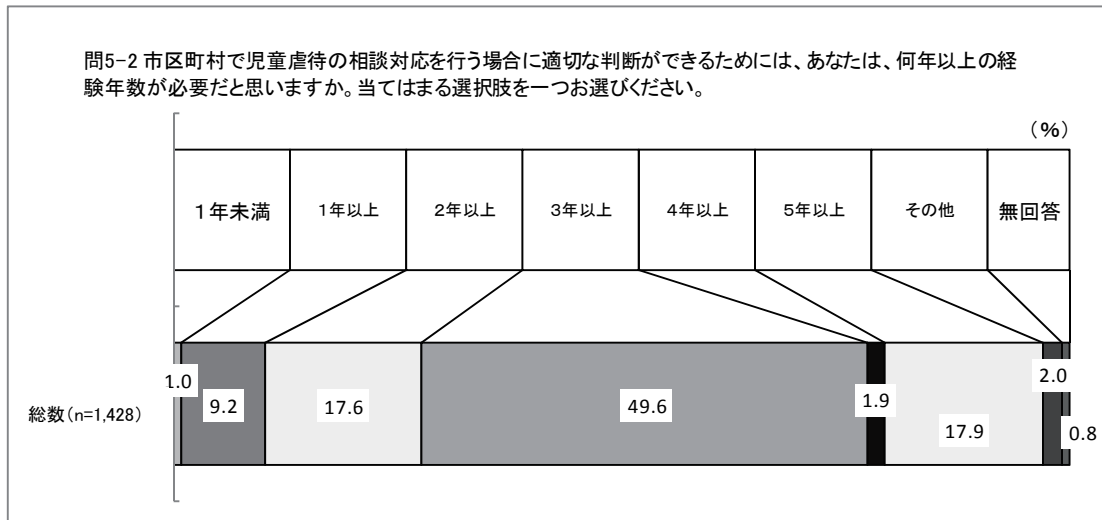 問5-2 市区町村で児童虐待の相談対応を行う場合に適切な判断ができるためには、あなたは、何年以上の経
験年数が必要だと思いますか。当てはまる選択肢を一つお選びください。
（%）
1年未満 1年以上 2年以上 3年以上 4年以上 5年以上 その他 無回答
総数(n=1,428) 1.0 9.2 17.6 49.6 1.9 17.9 2.0 0.8